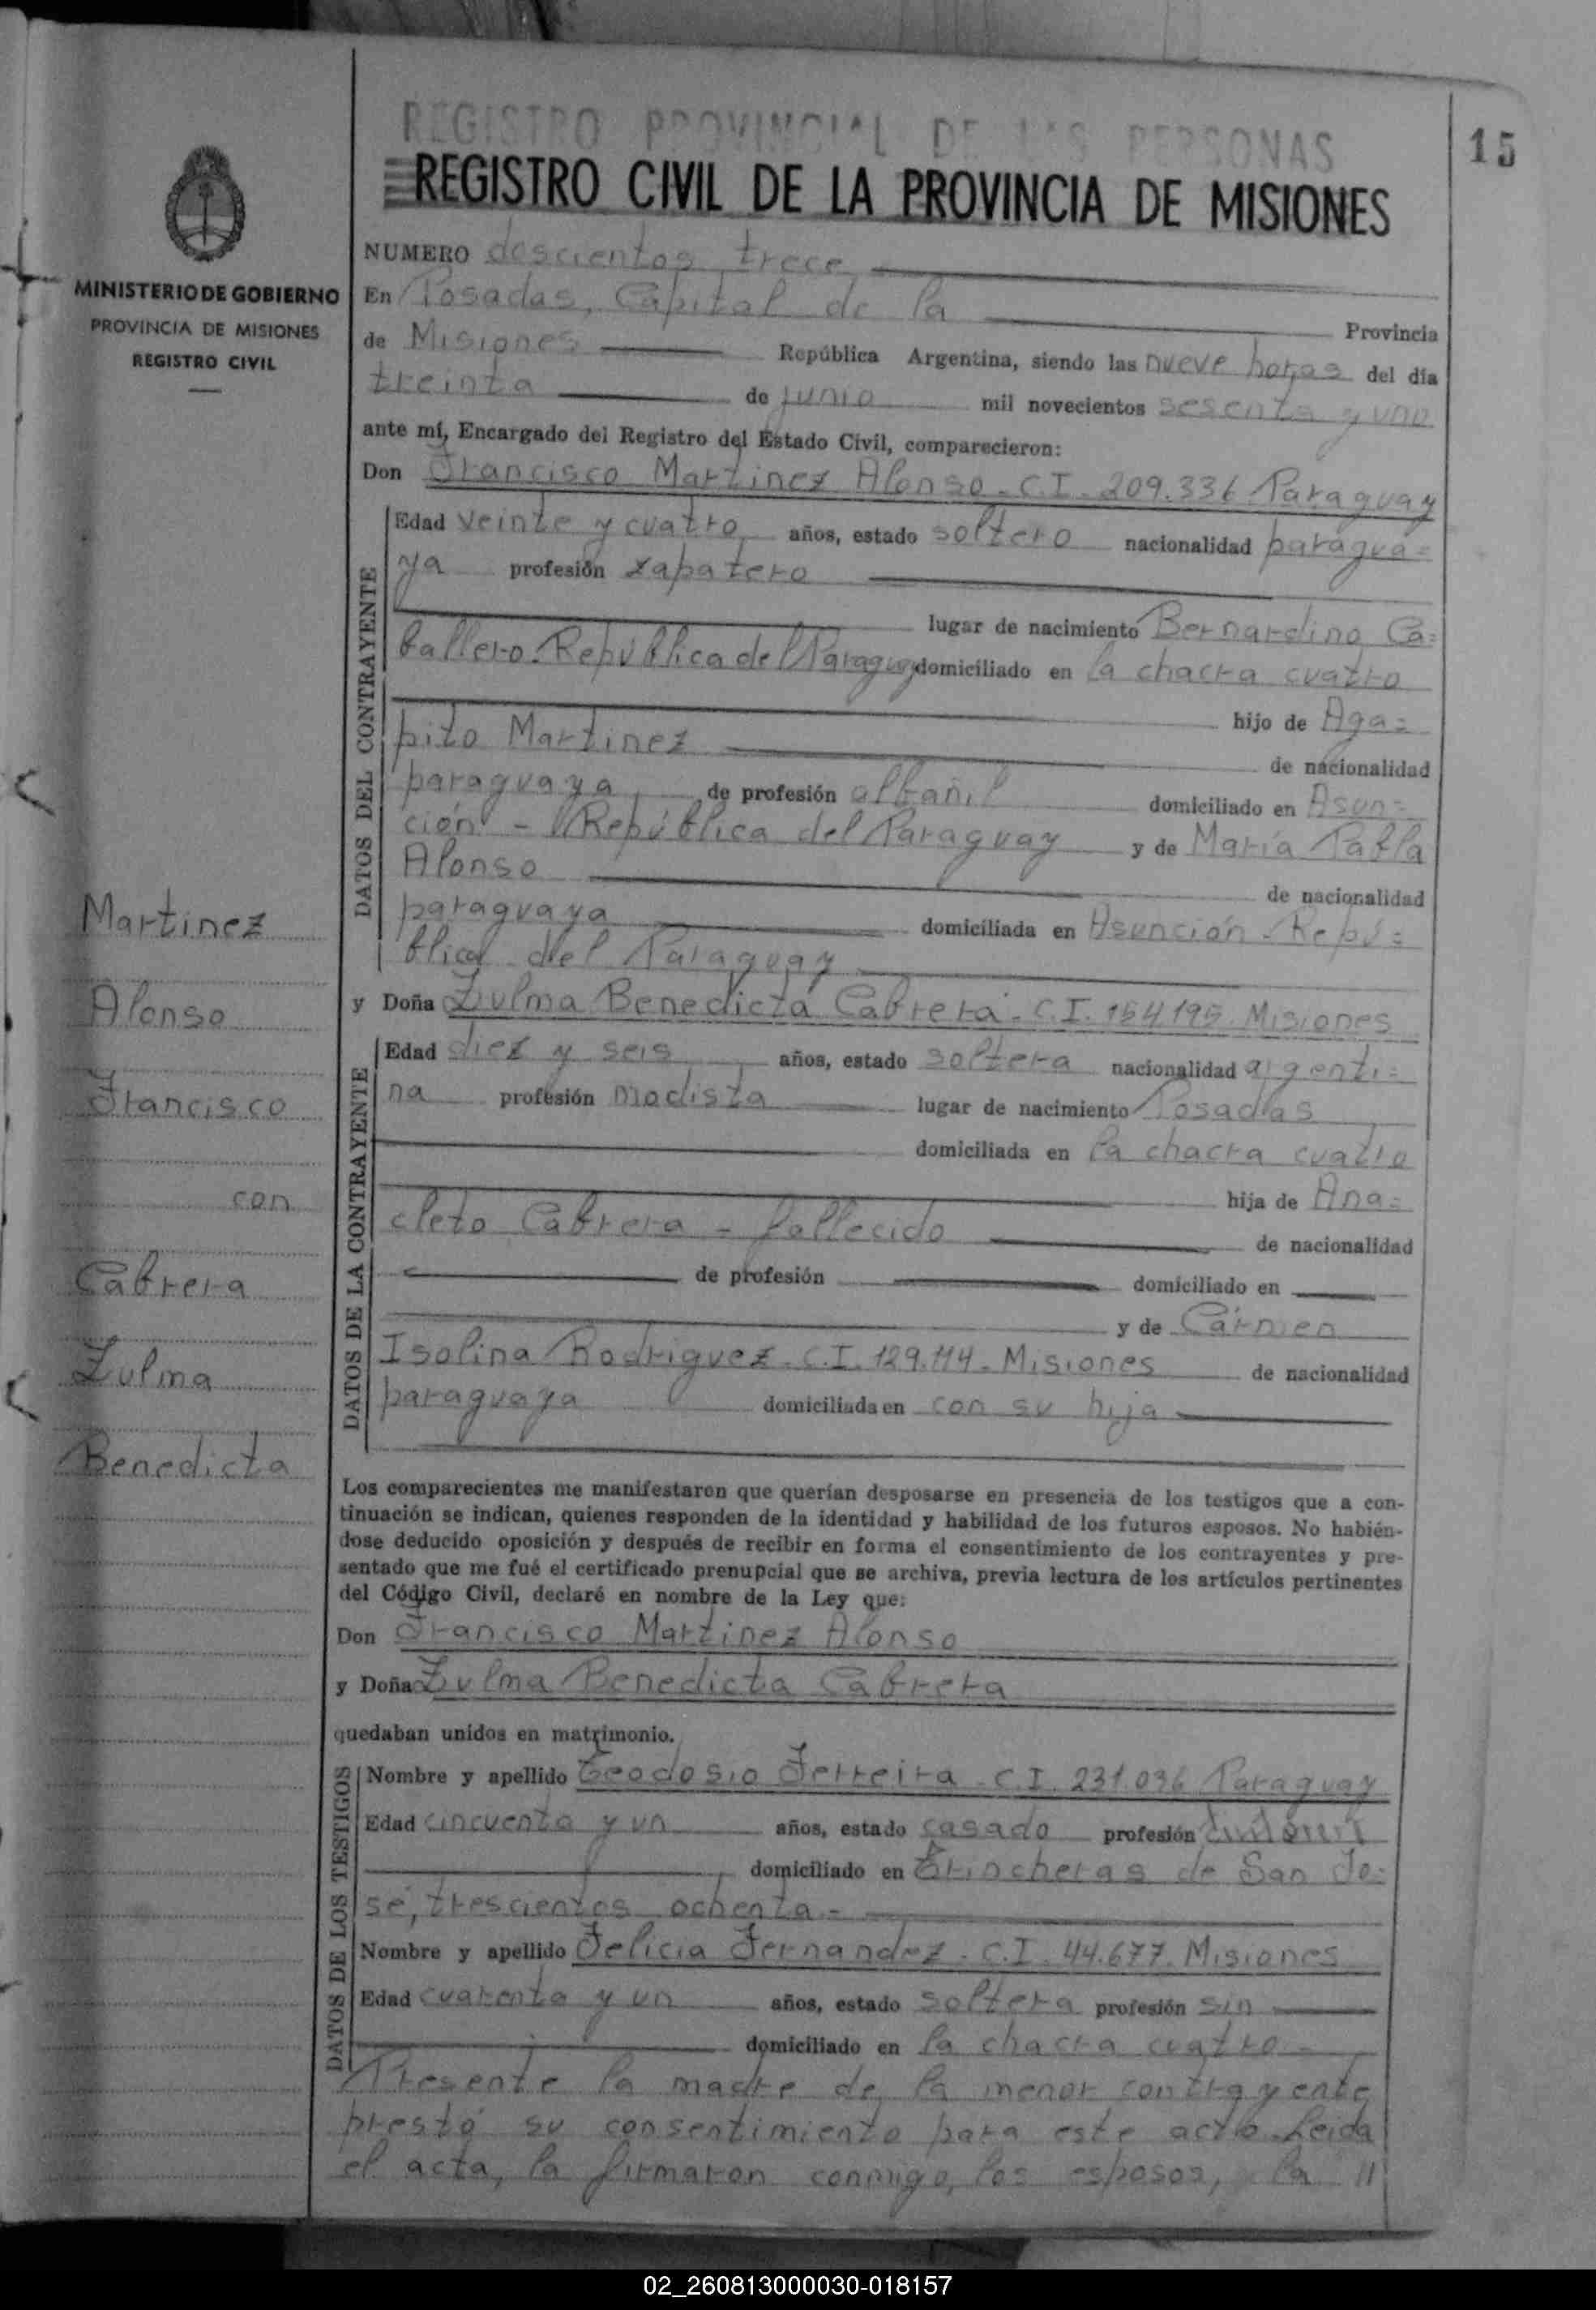 15
REGISTRO PROVINCIAL DE LAS PERSONAS
REGISTRO CIVIL DE LA PROVINCIA DE MISIONES
MINISTERIO DE GOBIERNO
PROVINCIA DE MISIONES
REGISTRO CIVIL
Martinez
Alonso
Francisco
con
Cabrera
Zulma
Benedicta
NUMERO doscientos trece
En Posadas, Capital de la Provincia
de Misiones República Argentina, siendo las nueve horas del día
treinta de junio mil novecientos sesenta y uno
ante mí, Encargado del Registro del Estado Civil, comparecieron:
Don Francisco Martinez Alonso - C.I. 209.336 Paraguay
DATOS DEL CONTRAYENTE
Edad veinte y cuatro años, estado soltero nacionalidad paragua=
ya profesión zapatero
lugar de nacimiento Bernardino Ca=
ballero - República del Paraguay domiciliado en la chacra cuatro
hijo de Aga=
pito Martinez
de nacionalidad
paraguaya de profesión albañil domiciliado en Asun=
ción - República del Paraguay y de María Pabla
Alonso
de nacionalidad
paraguaya domiciliada en Asunción - Repú=
blica del Paraguay
y Doña Zulma Benedicta Cabrera - C.I. 154195 Misiones
DATOS DE LA CONTRAYENTE
Edad diez y seis años, estado soltera nacionalidad argenti=
na profesión modista lugar de nacimiento Posadas
domiciliada en la chacra cuatro
hija de Ana=
cleto Cabrera - fallecido
de nacionalidad
de profesión domiciliado en
y de Cármen
Isolina Rodriguez - C.I. 129.114 - Misiones de nacionalidad
paraguaya domiciliada en con su hija
Los comparecientes me manifestaron que querían desposarse en presencia de los testigos que a con-
tinuación se indican, quienes responden de la identidad y habilidad de los futuros esposos. No habién-
dose deducido oposición y después de recibir en forma el consentimiento de los contrayentes y pre-
sentado que me fué el certificado prenupcial que se archiva, previa lectura de los artículos pertinentes
del Código Civil, declaré en nombre de la Ley que:
Don Francisco Martinez Alonso
y Doña Zulma Benedicta Cabrera
quedaban unidos en matrimonio.
DATOS DE LOS TESTIGOS
Nombre y apellido Teodosio Ferreira - C.I. 231.036 Paraguay
Edad cincuenta y un años, estado casado profesión
domiciliado en Trincheras de San Jo=
sé, trescientos ochenta -
Nombre y apellido Felicia Fernandez - C.I. 44.677 Misiones
Edad cuarenta y un años, estado soltera profesión sin
domiciliado en la chacra cuatro -
Presente la madre de la menor contrayente
prestó su consentimiento para este acto. Leida
el acta, la firmaron conmigo, los esposos, la //
02_260813000030-018157